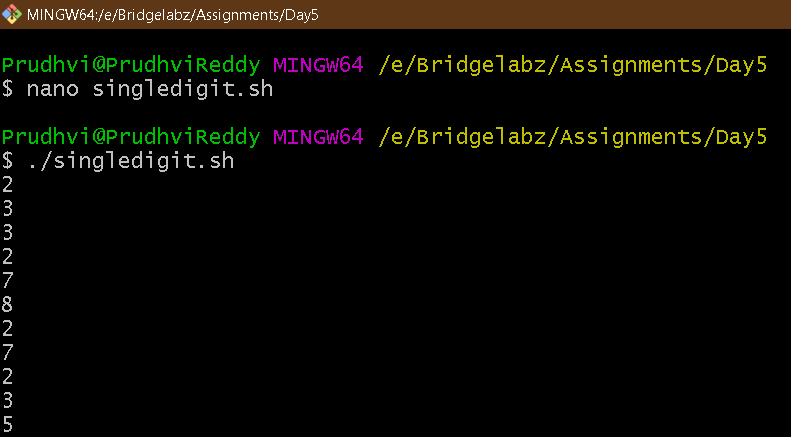 MINGW64:/e/Bridgelabz/Assignments/Day5
Prudhvi@PrudhviReddy MINGW64 /e/Bridgelabz/Assignments/Day5
$ nano singledigit.sh
Prudhvi@PrudhviReddy MINGW64 /e/Bridgelabz/Assignments/Day5
$ ./singledigit.sh
2
3
3
2
7
8
2
7
2
3
5